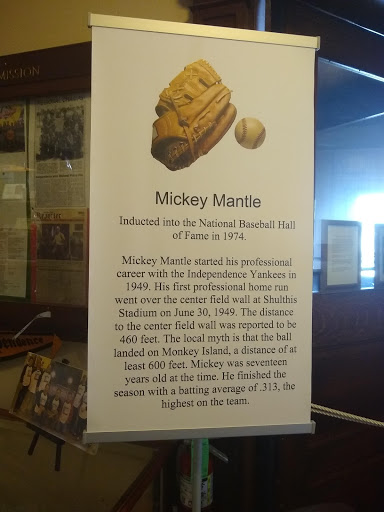 MISSION
Mickey Mantle
Inducted into the National Baseball Hall
of Fame in 1974.
Mickey Mantle started his professional
career with the Independence Yankees in
1949. His first professional home run
went over the center field wall at Shulthis
Stadium on June 30, 1949. The distance
to the center field wall was reported to be
460 feet. The local myth is that the ball
landed on Monkey Island, a distance of at
least 600 feet. Mickey was seventeen
years old at the time. He finished the
season with a batting average of .313, the
highest on the team.